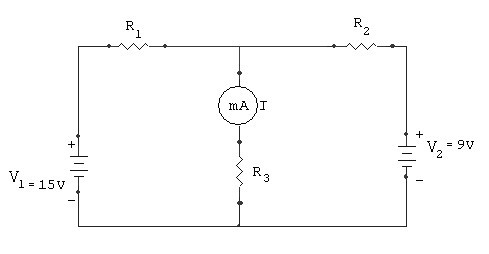 R1
R2
mA I
+
+
V2 = 9V
R3
V1 = 15V
−
−